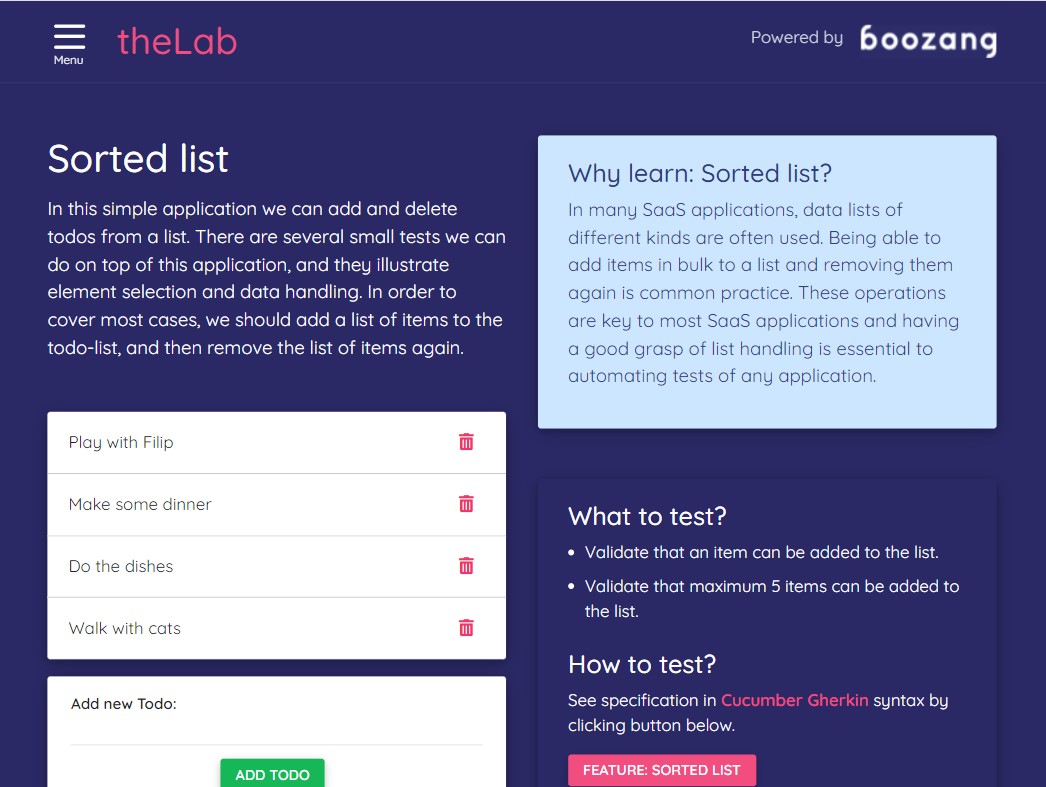 Menu
theLab
Powered by boozang
Sorted list
In this simple application we can add and delete
todos from a list. There are several small tests we can
do on top of this application, and they illustrate
element selection and data handling. In order to
cover most cases, we should add a list of items to the
todo-list, and then remove the list of items again.
Play with Filip
Make some dinner
Do the dishes
Walk with cats
Add new Todo:
ADD TODO
Why learn: Sorted list?
In many SaaS applications, data lists of
different kinds are often used. Being able to
add items in bulk to a list and removing them
again is common practice. These operations
are key to most SaaS applications and having
a good grasp of list handling is essential to
automating tests of any application.
What to test?
• Validate that an item can be added to the list.
• Validate that maximum 5 items can be added to
the list.
How to test?
See specification in Cucumber Gherkin syntax by
clicking button below.
FEATURE: SORTED LIST